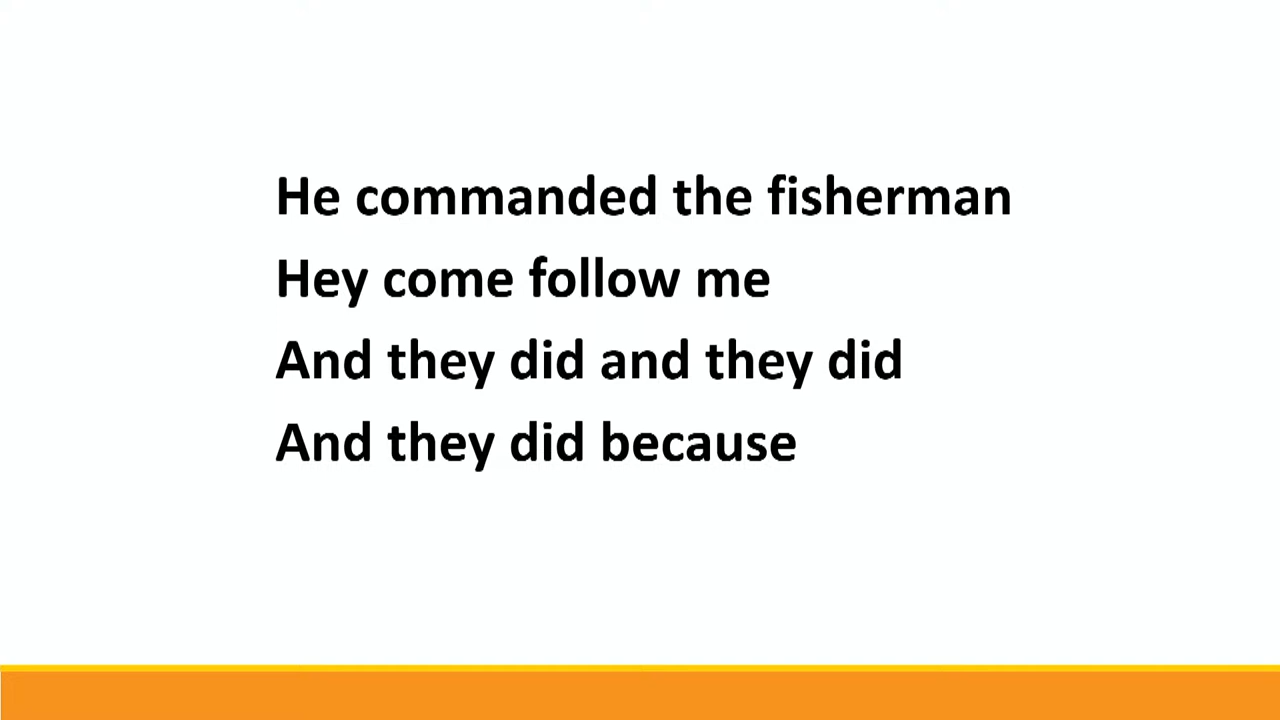 He commanded the fisherman
Hey come follow me
And they did and they did
And they did because